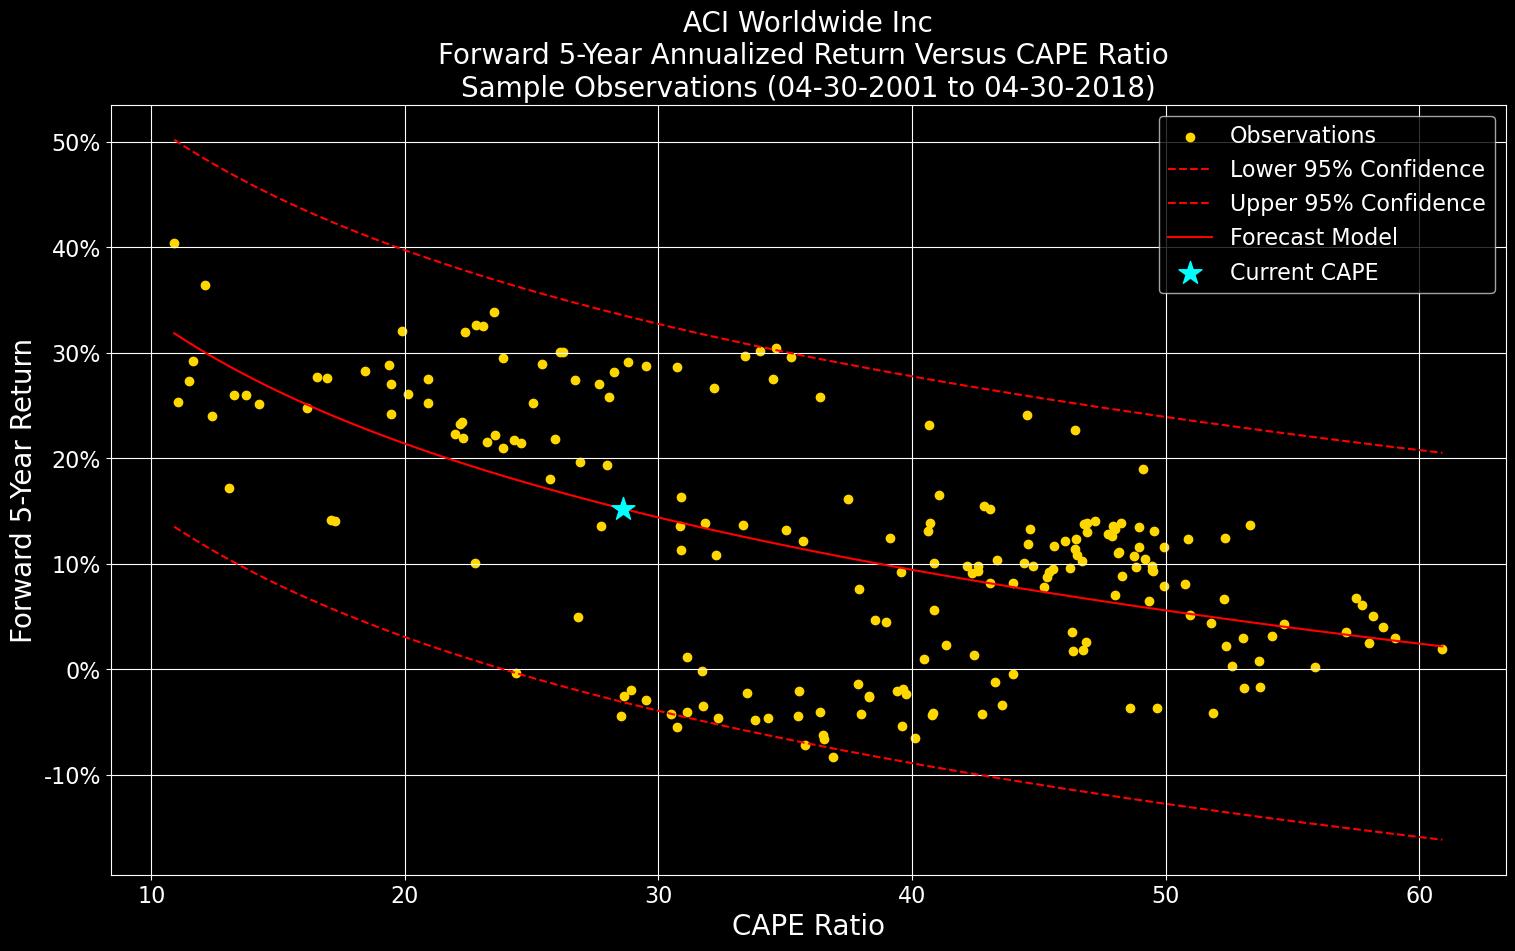 ACI Worldwide Inc
Forward 5-Year Annualized Return Versus CAPE Ratio
Sample Observations (04-30-2001 to 04-30-2018)
Observations
Lower 95% Confidence
Upper 95% Confidence
Forecast Model
Current CAPE
Forward 5-Year Return
50%
40%
30%
20%
10%
0%
-10%
10 20 30 40 50 60
CAPE Ratio